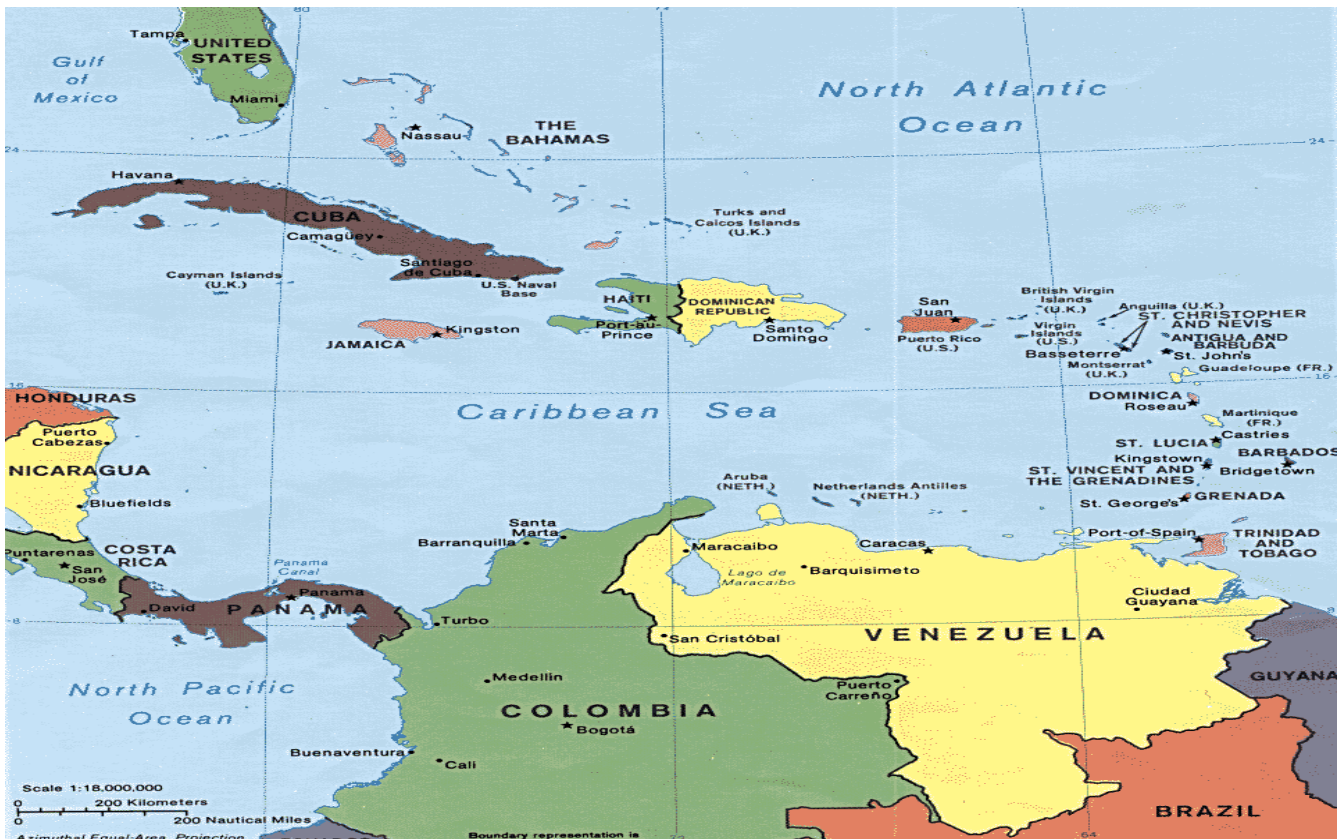 80
72
Tampa
UNITED
STATES
Gulf
of
Mexico
Miami
North Atlantic
Ocean
Nassau
THE
BAHAMAS
24
24
Havana
CUBA
Camagüey
Turks and
Caicos Islands
(U.K.)
Santiago
de Cuba
Cayman Islands
(U.K.)
U.S. Naval
Base
HAITI
Port-au-
Prince
DOMINICAN
REPUBLIC
Santo
Domingo
San
Juan
Puerto Rico
(U.S.)
British Virgin
Islands
(U.K.)
Virgin
Islands
(U.S.)
Anguilla (U.K.)
ST. CHRISTOPHER
AND NEVIS
Basseterre
ANTIGUA AND
BARBUDA
St. John's
Montserrat
(U.K.)
Guadeloupe (FR.)
Kingston
JAMAICA
16
16
HONDURAS
Caribbean Sea
DOMINICA
Roseau
Martinique
(FR.)
Puerto
Cabezas
NICARAGUA
Bluefields
ST. LUCIA
Castries
Kingstown
BARBADOS
Bridgetown
ST. VINCENT AND
THE GRENADINES
Aruba
(NETH.)
Netherlands Antilles
(NETH.)
St. George's
GRENADA
Santa
Marta
Barranquilla
Port-of-Spain
TRINIDAD
AND
TOBAGO
Puntarenas
COSTA
RICA
San
José
Panama
Canal
Panama
David
PANAMA
Maracaibo
Lago de
Maracaibo
Caracas
Barquisimeto
Ciudad
Guayana
8
Turbo
San Cristóbal
VENEZUELA
GUYANA
North Pacific
Ocean
Medellín
Puerto
Carreño
COLOMBIA
Bogotá
Buenaventura
Cali
Scale 1:18,000,000
0 200 Kilometers
0 200 Nautical Miles
BRAZIL
Azimuthal Equal-Area Projection
Boundary representation is
72
64